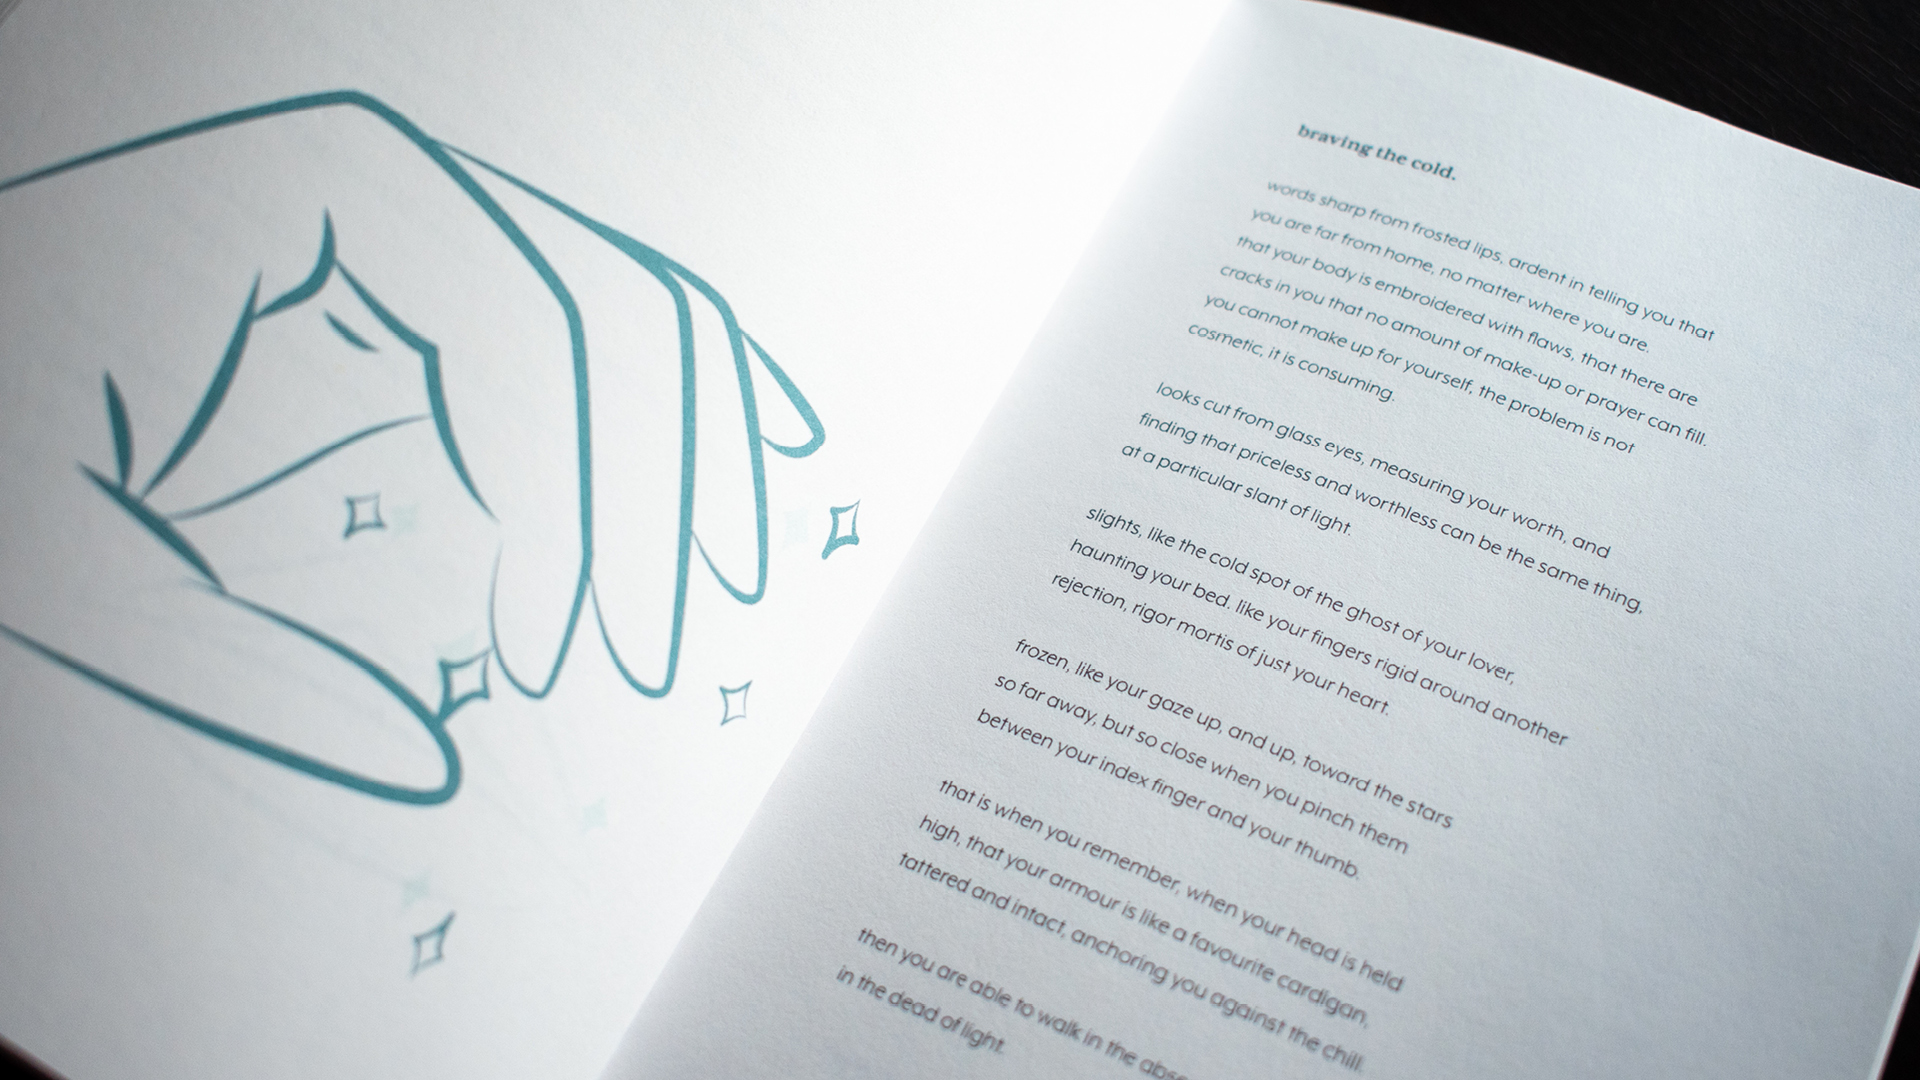 braving the cold.
words sharp from frosted lips, ardent in telling you that
you are far from home, no matter where you are.
that your body is embroidered with flaws, that there are
cracks in you that no amount of make-up or prayer can fill.
you cannot make up for yourself, the problem is not
cosmetic, it is consuming.
looks cut from glass eyes, measuring your worth, and
finding that priceless and worthless can be the same thing,
at a particular slant of light.
slights, like the cold spot of the ghost of your lover,
haunting your bed. like your fingers rigid around another
rejection, rigor mortis of just your heart.
frozen, like your gaze up, and up, toward the stars
so far away, but so close when you pinch them
between your index finger and your thumb.
that is when you remember, when your head is held
high, that your armour is like a favourite cardigan,
tattered and intact, anchoring you against the chill.
then you are able to walk in the
in the dead of light.